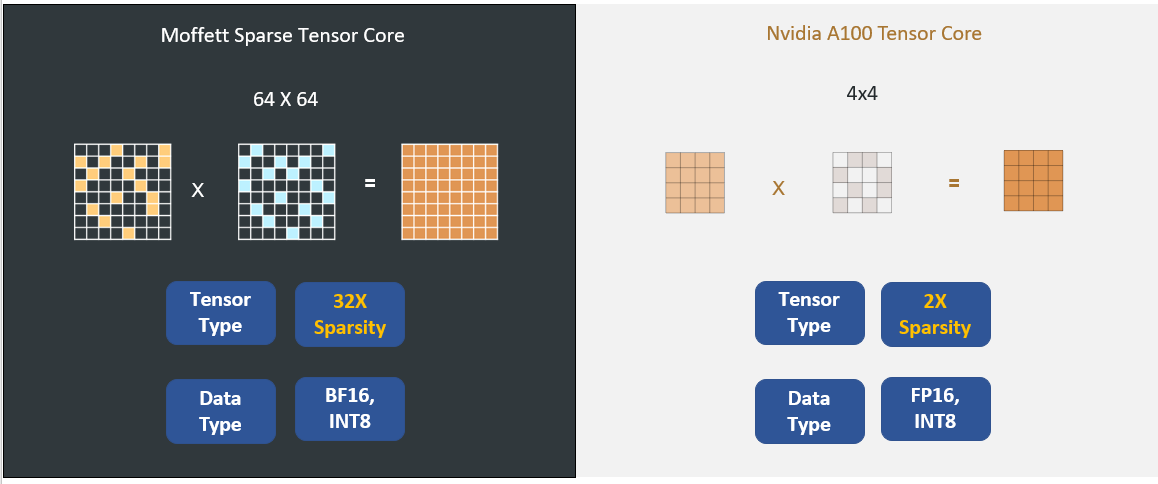 Moffett Sparse Tensor Core
64 X 64
X
=
Tensor
Type
32X
Sparsity
Data
Type
BF16,
INT8
Nvidia A100 Tensor Core
4x4
X
=
Tensor
Type
2X
Sparsity
Data
Type
FP16,
INT8